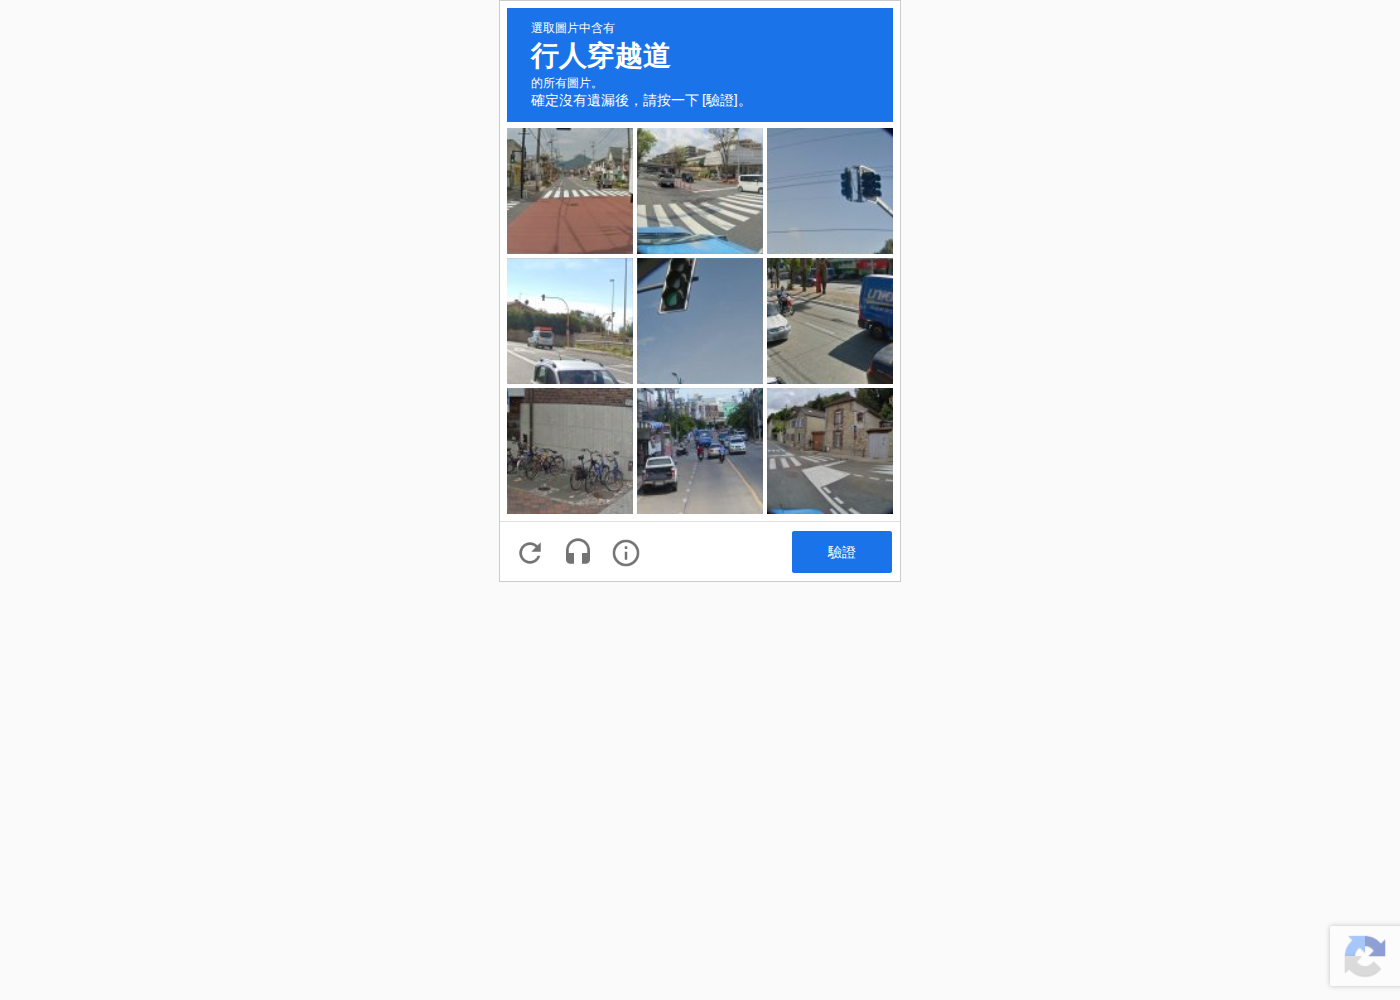 選取圖片中含有
行人穿越道
的所有圖片。
確定沒有遺漏後，請按一下 [驗證]。
驗證